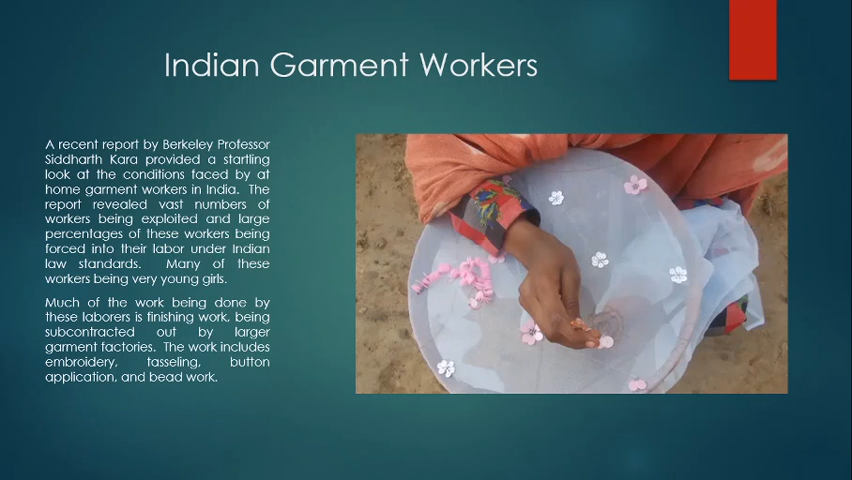 Indian Garment Workers
A recent report by Berkeley Professor
Siddharth Kara provided a startling
look at the conditions faced by at
home garment workers in India. The
report revealed vast numbers of
workers being exploited and large
percentages of these workers being
forced into their labor under Indian
law standards. Many of these
workers being very young girls.
Much of the work being done by
these laborers is finishing work, being
subcontracted out by larger
garment factories. The work includes
embroidery, tasseling, button
application, and bead work.